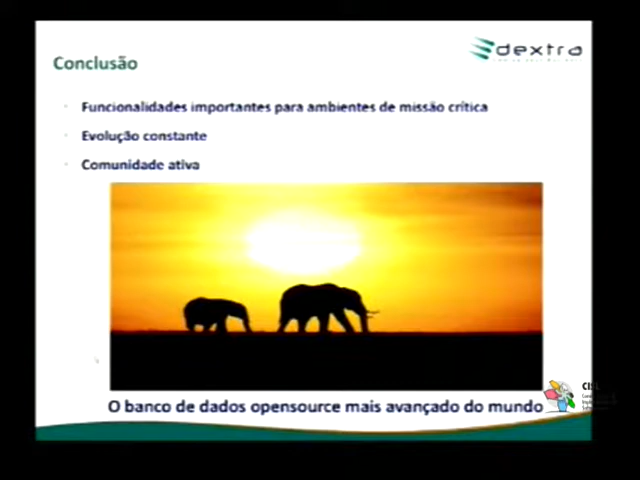 dextra
Conclusão
Funcionalidades importantes para ambientes de missão crítica
Evolução constante
Comunidade ativa
O banco de dados opensource mais avançado do mundo
CISL